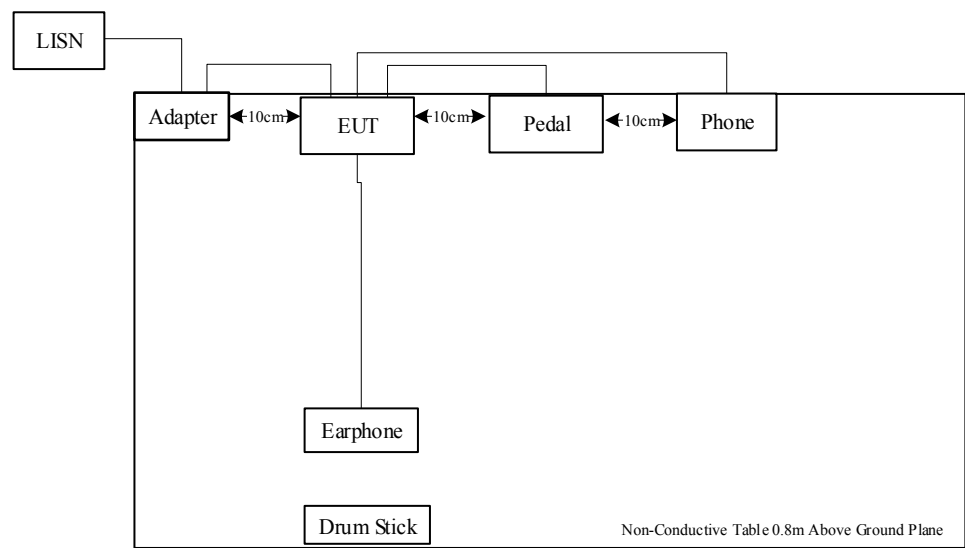 LISN
Adapter
10cm
EUT
10cm
Pedal
10cm
Phone
Earphone
Drum Stick
Non-Conductive Table 0.8m Above Ground Plane